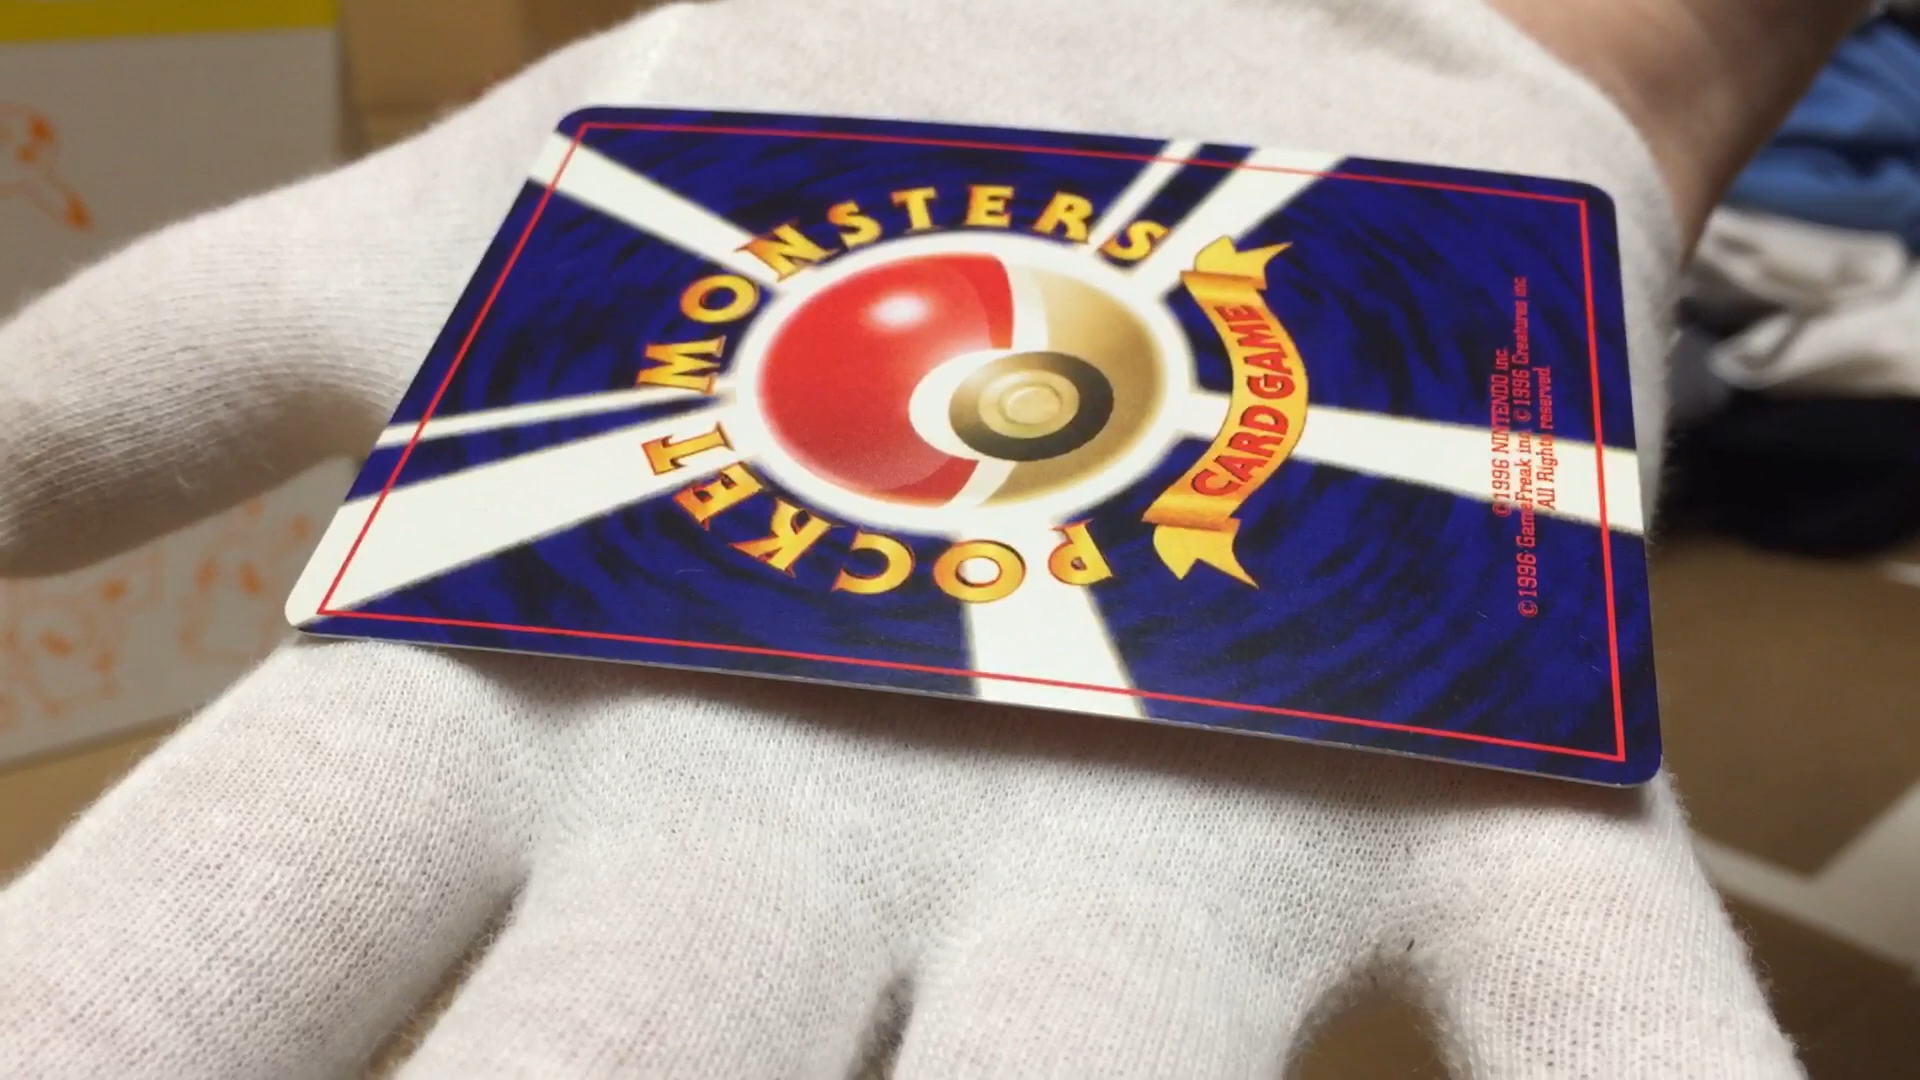 POCKET MONSTERS
CARD GAME
©1996 NINTENDO inc.
©1996 GameFreak inc. ©1996 Creatures inc
All Rights reserved.